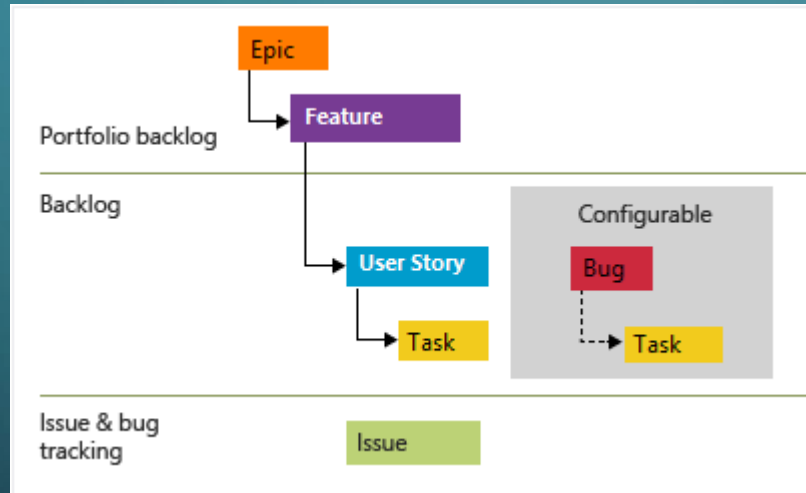 Epic
Feature
Portfolio backlog
Backlog
Configurable
User Story
Bug
Task
Task
Issue & bug
tracking
Issue